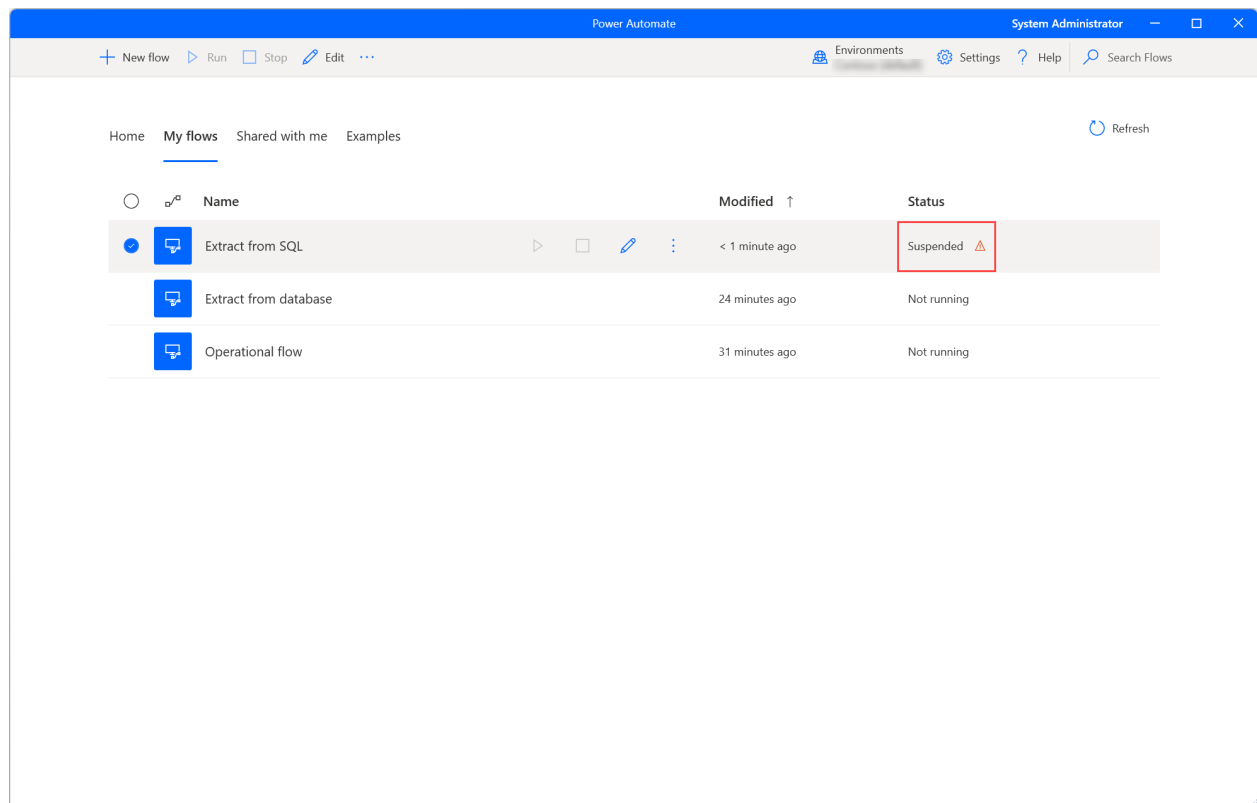 Power Automate
System Administrator
New flow
Run
Stop
Edit
Environments
Settings
Help
Search Flows
Home
My flows
Shared with me
Examples
Refresh
Name
Modified
Status
Extract from SQL
< 1 minute ago
Suspended
Extract from database
24 minutes ago
Not running
Operational flow
31 minutes ago
Not running